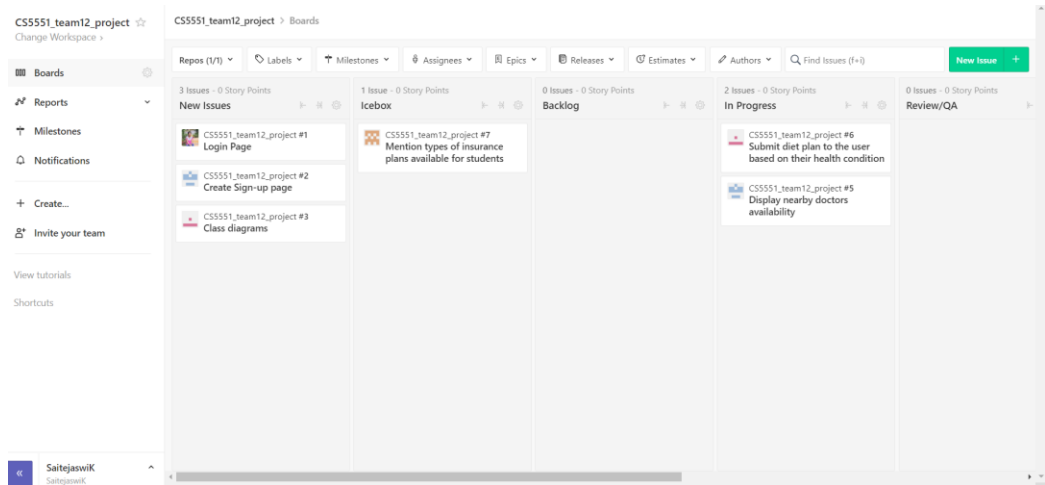 CS5551_team12_project
Change Workspace »
Boards
Reports
Milestones
Notifications
Create...
Invite your team
View tutorials
Shortcuts
SaitejaswiK
SaitejaswiK
CS5551_team12_project > Boards
Repos (1/1) Labels Milestones Assignees Epics Releases Estimates Authors Find Issues (f+i) New Issue +
3 Issues - 0 Story Points
New Issues
CS5551_team12_project #1
Login Page
CS5551_team12_project #2
Create Sign-up page
CS5551_team12_project #3
Class diagrams
1 Issue - 0 Story Points
Icebox
CS5551_team12_project #7
Mention types of insurance
plans available for students
0 Issues - 0 Story Points
Backlog
2 Issues - 0 Story Points
In Progress
CS5551_team12_project #6
Submit diet plan to the user
based on their health condition
CS5551_team12_project #5
Display nearby doctors
availability
0 Issues - 0 Story Points
Review/QA